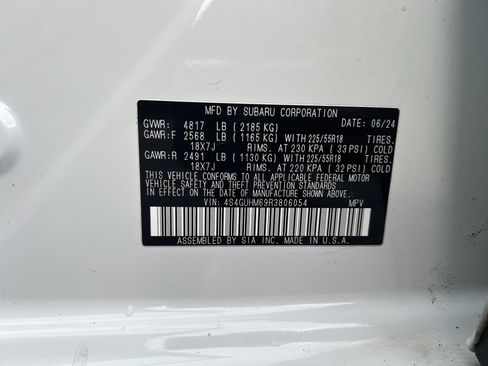 MFD BY SUBARU CORPORATION
GVWR: 4817 LB (2185 KG) DATE: 06/24
GAWR:F 2568 LB (1165 KG) WITH 225/55R18 TIRES.
18X7J RIMS. AT 230 KPA (33 PSI) COLD
GAWR:R 2491 LB (1130 KG) WITH 225/55R18 TIRES.
18X7J RIMS. AT 220 KPA (32 PSI) COLD
THIS VEHICLE CONFORMS TO ALL APPLICABLE FEDERAL MOTOR
VEHICLE SAFETY AND THEFT PREVENTION STANDARDS
IN EFFECT ON THE DATE OF MANUFACTURE SHOWN ABOVE.
VIN: 4S4GUHM69R3806054 MPV
ASSEMBLED BY SIA INC. MADE IN U.S.A.